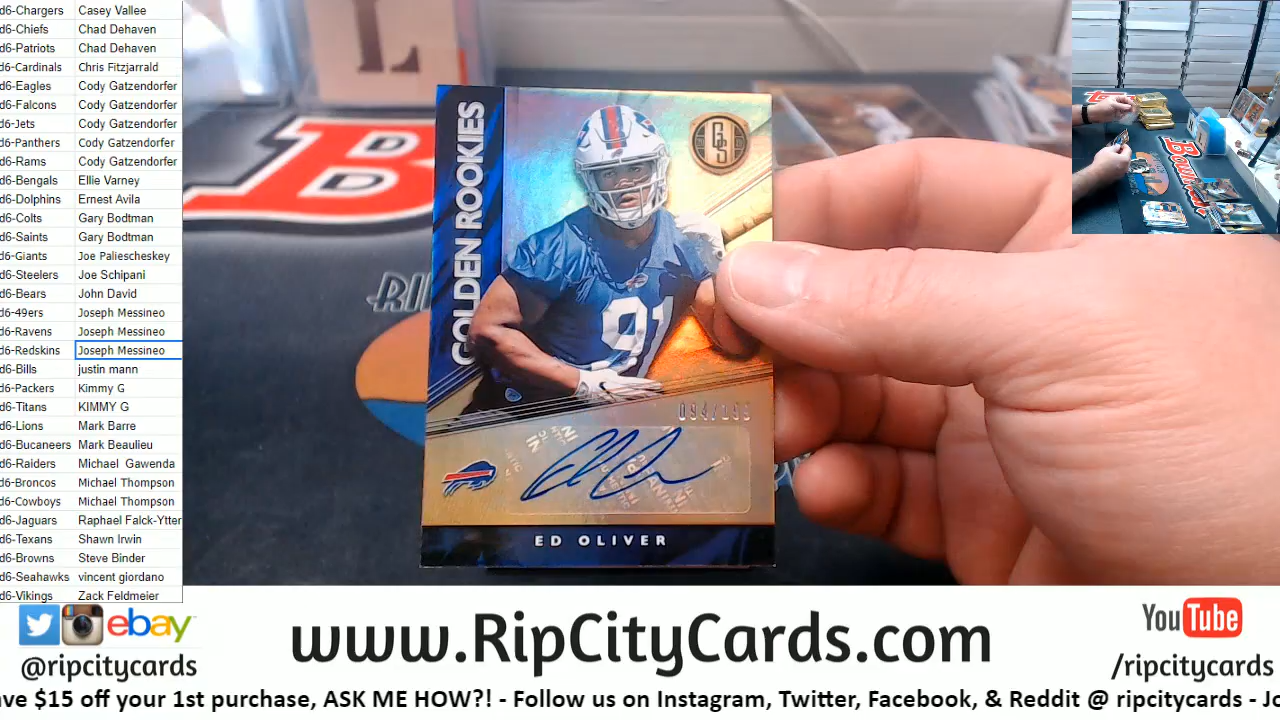 d6-Chargers Casey Vallee
d6-Chiefs Chad Dehaven
d6-Patriots Chad Dehaven
d6-Cardinals Chris Fitzjarrald
d6-Eagles Cody Gatzendorfer
d6-Falcons Cody Gatzendorfer
d6-Jets Cody Gatzendorfer
d6-Panthers Cody Gatzendorfer
d6-Rams Cody Gatzendorfer
d6-Bengals Ellie Varney
d6-Dolphins Ernest Avila
d6-Colts Gary Bodtman
d6-Saints Gary Bodtman
d6-Giants Joe Paliescheskey
d6-Steelers Joe Schipani
d6-Bears John David
d6-49ers Joseph Messineo
d6-Ravens Joseph Messineo
d6-Redskins Joseph Messineo
d6-Bills justin mann
d6-Packers Kimmy G
d6-Titans KIMMY G
d6-Lions Mark Barre
d6-Bucaneers Mark Beaulieu
d6-Raiders Michael Gawenda
d6-Broncos Michael Thompson
d6-Cowboys Michael Thompson
d6-Jaguars Raphael Falck-Ytter
d6-Texans Shawn Irwin
d6-Browns Steve Binder
d6-Seahawks vincent giordano
d6-Vikings Zack Feldmeier
GOLDEN ROOKIES
GS
91
ED OLIVER
ebay
@ripcitycards
www.RipCityCards.com
YouTube
/ripcitycards
ve $15 off your 1st purchase, ASK ME HOW?! - Follow us on Instagram, Twitter, Facebook, & Reddit @ ripcitycards - Jo